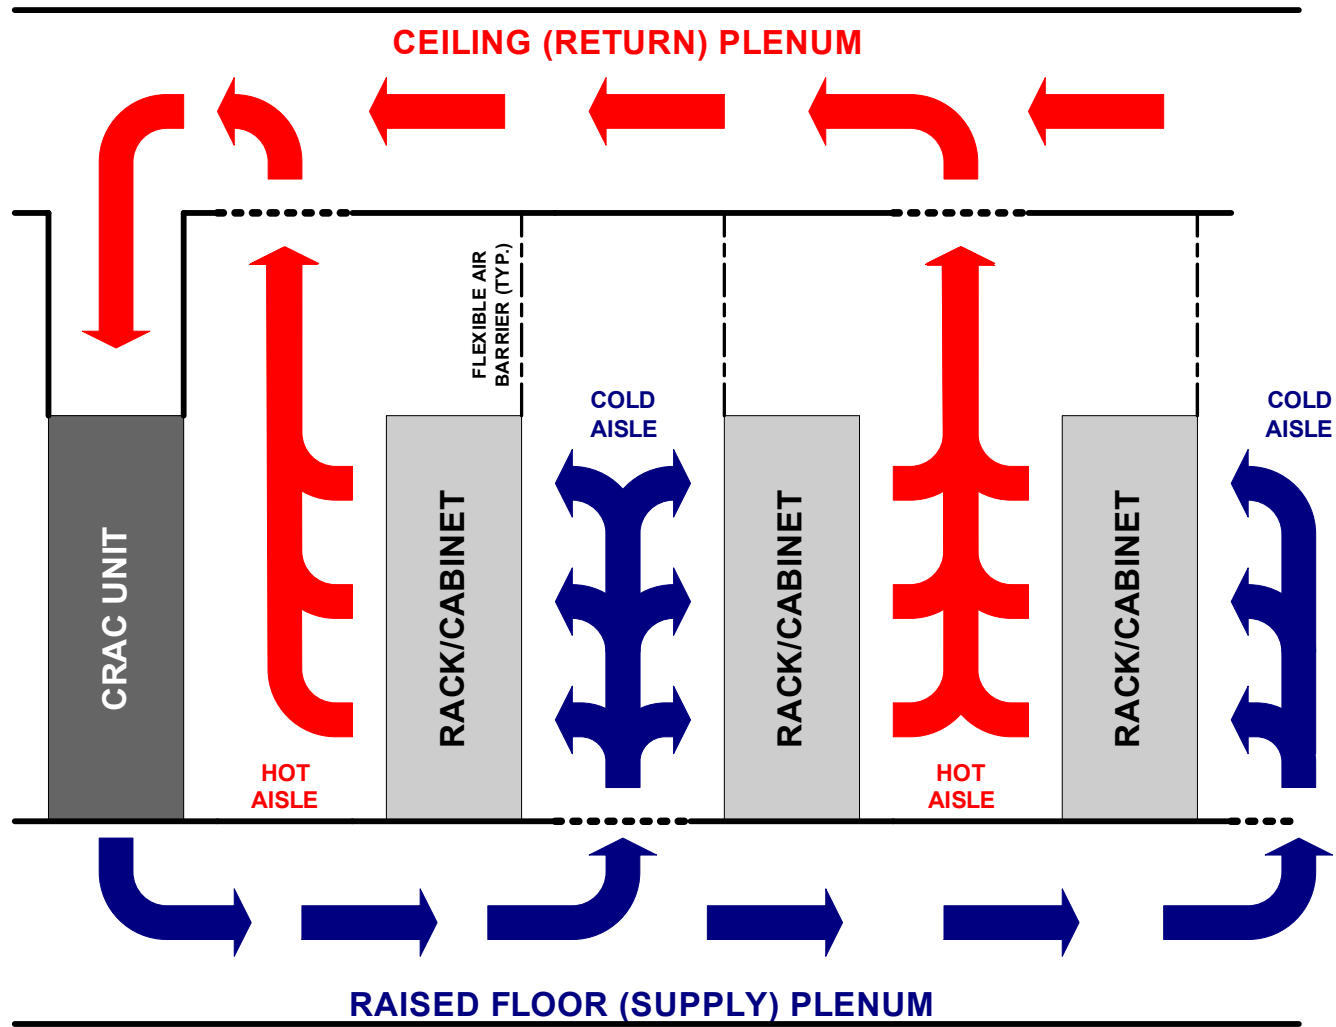 CEILING (RETURN) PLENUM
FLEXIBLE AIR
BARRIER (TYP.)
COLD
AISLE
COLD
AISLE
CRAC UNIT
RACK/CABINET
RACK/CABINET
RACK/CABINET
HOT
AISLE
HOT
AISLE
RAISED FLOOR (SUPPLY) PLENUM